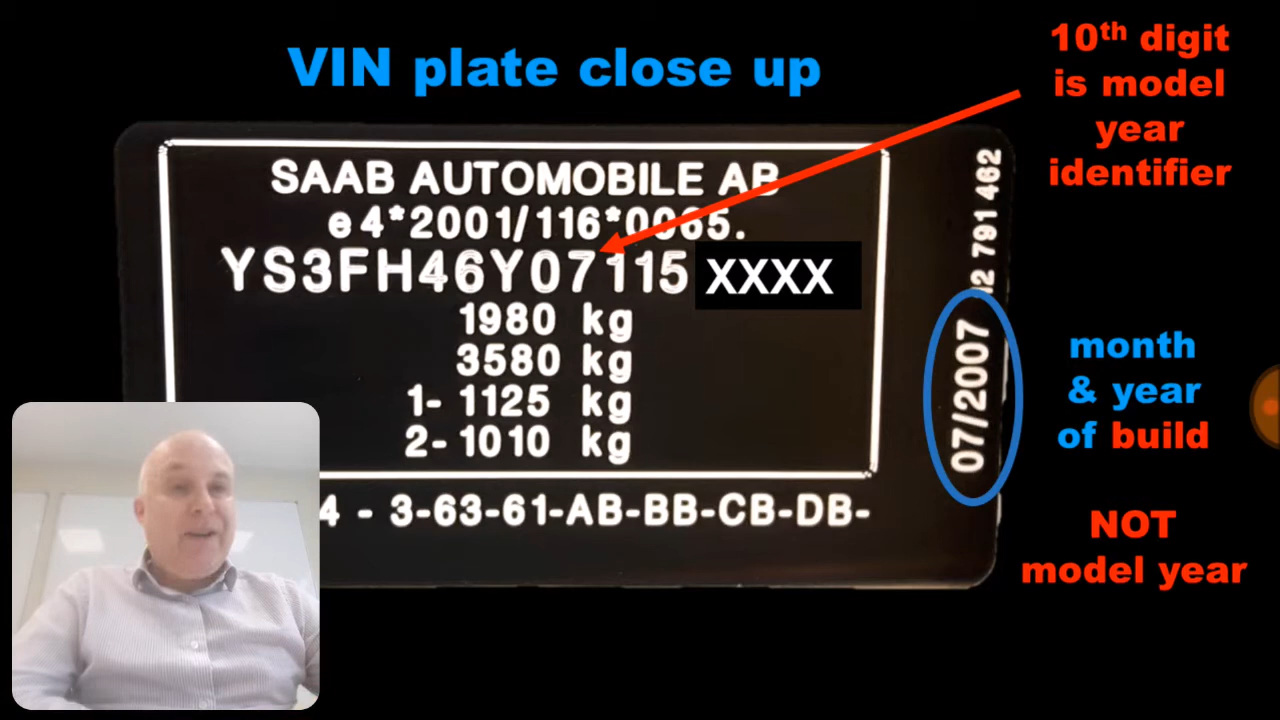 VIN plate close up
10th digit
is model
year
identifier
SAAB AUTOMOBILE AB
e4*2001/116*0065.
YS3FH46Y07115 XXXX
1980 kg
3580 kg
1- 1125 kg
2- 1010 kg
4 - 3-63-61-AB-BB-CB-DB-
12 791 462
07/2007
month
& year
of build
NOT
model year